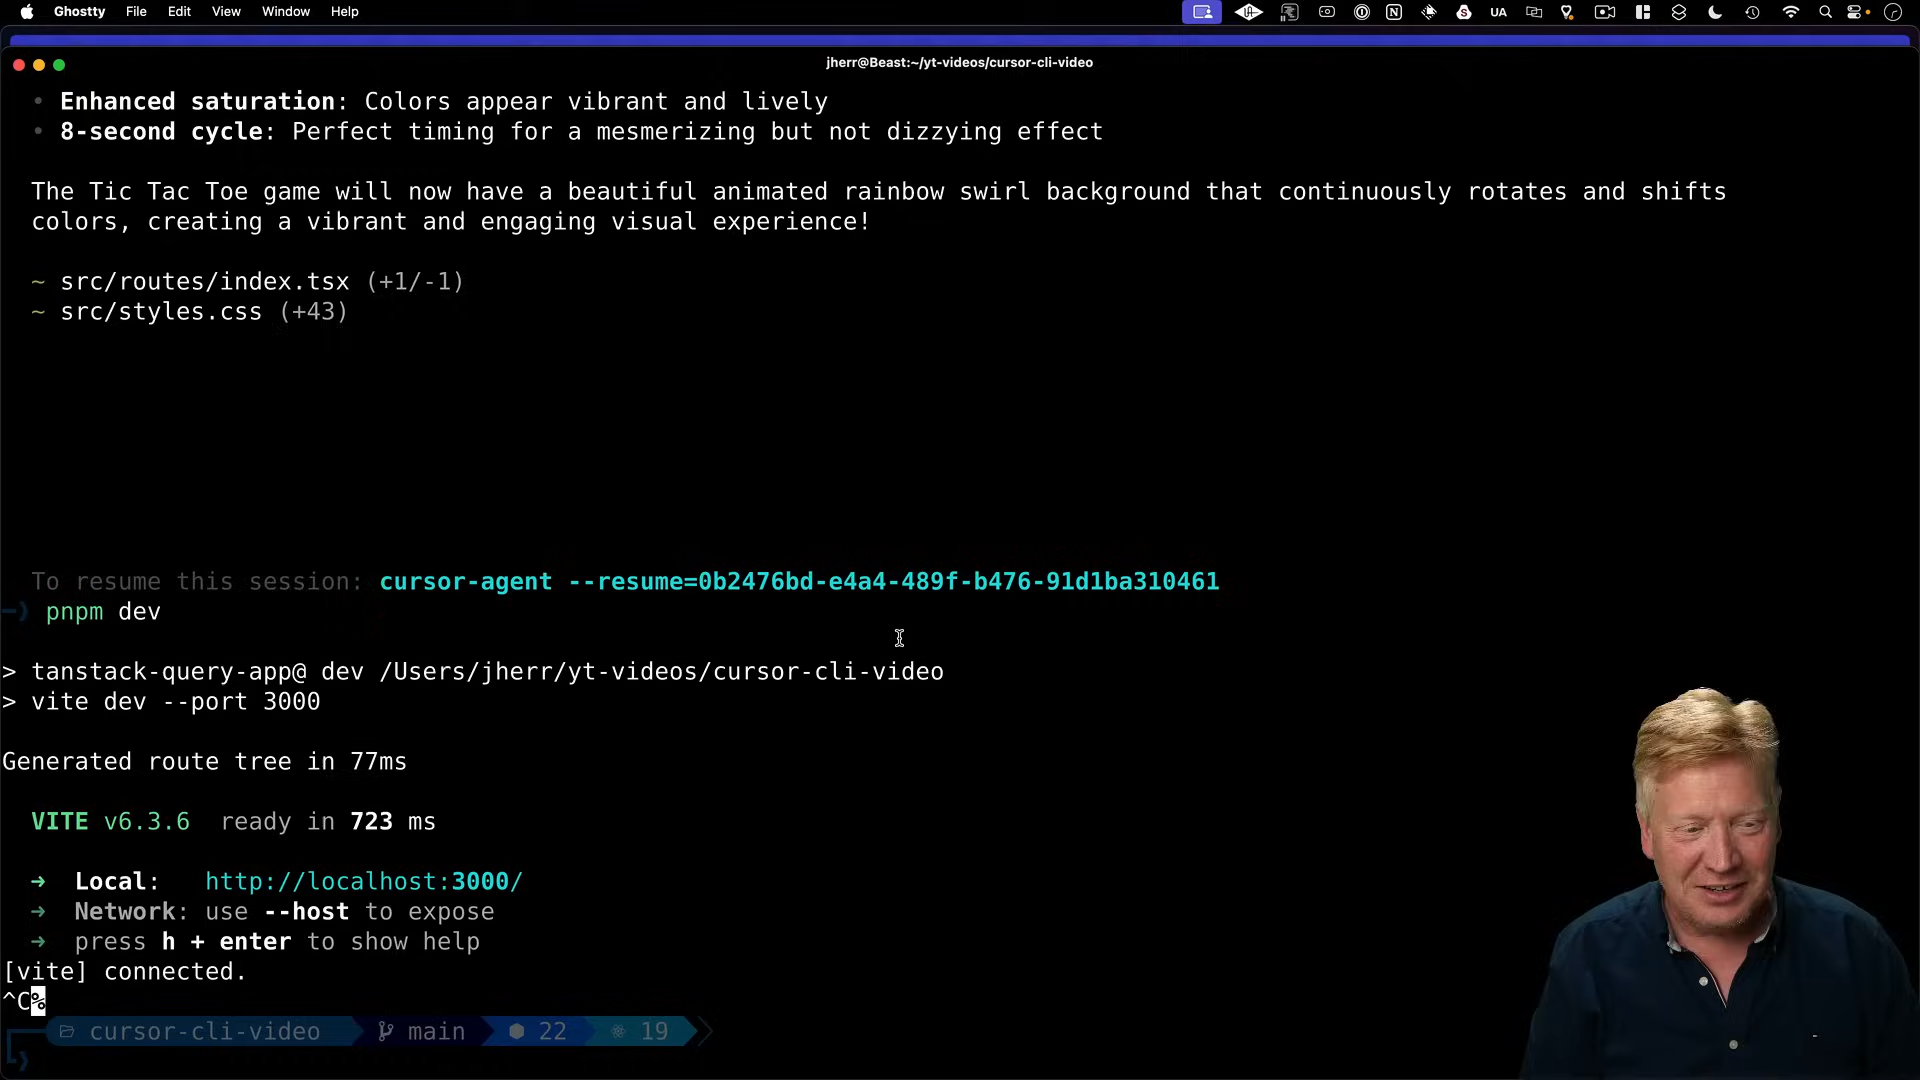 Ghostty File Edit View Window Help UA
jherr@Beast:~/yt-videos/cursor-cli-video
• Enhanced saturation: Colors appear vibrant and lively
• 8-second cycle: Perfect timing for a mesmerizing but not dizzying effect
The Tic Tac Toe game will now have a beautiful animated rainbow swirl background that continuously rotates and shifts
colors, creating a vibrant and engaging visual experience!
~ src/routes/index.tsx (+1/-1)
~ src/styles.css (+43)
To resume this session: cursor-agent --resume=0b2476bd-e4a4-489f-b476-91d1ba310461
pnpm dev
> tanstack-query-app@ dev /Users/jherr/yt-videos/cursor-cli-video
> vite dev --port 3000
Generated route tree in 77ms
VITE v6.3.6 ready in 723 ms
➜ Local: http://localhost:3000/
➜ Network: use --host to expose
➜ press h + enter to show help
[vite] connected.
^C%
cursor-cli-video main 22 19